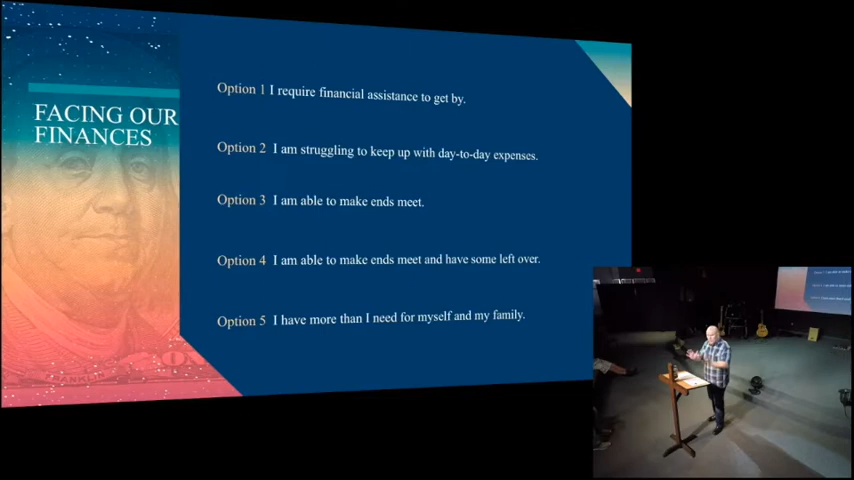 FACING OUR
FINANCES
Option 1 I require financial assistance to get by.
Option 2 I am struggling to keep up with day-to-day expenses.
Option 3 I am able to make ends meet.
Option 4 I am able to make ends meet and have some left over.
Option 5 I have more than I need for myself and my family.
FRANKLIN